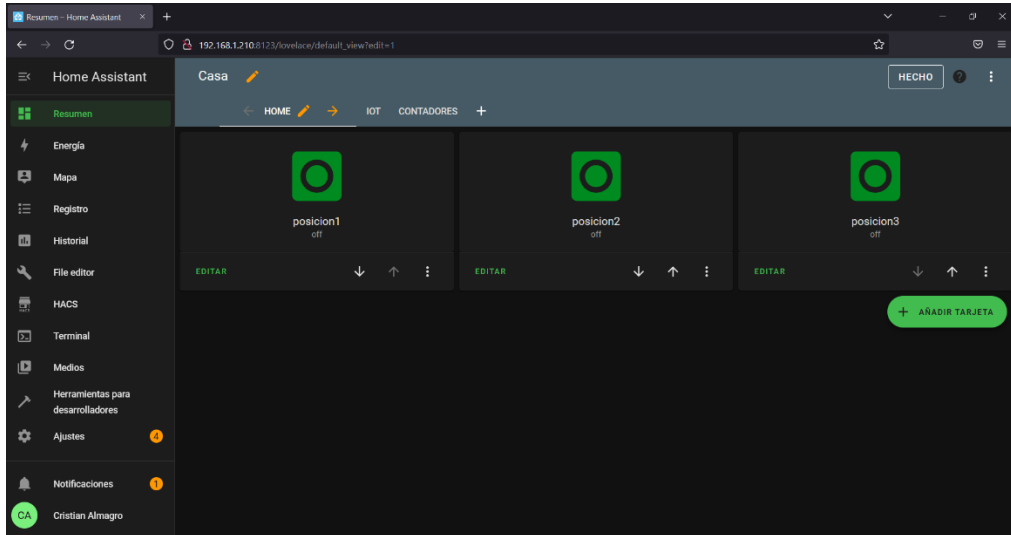 Resumen – Home Assistant
192.168.1.210:8123/lovelace/default_view?edit=1
Home Assistant
Resumen
Energía
Mapa
Registro
Historial
File editor
HACS
HACS
Terminal
Medios
Herramientas para
desarrolladores
Ajustes
4
Notificaciones
1
CA
Cristian Almagro
Casa
HECHO
HOME
IOT
CONTADORES
posicion1
off
EDITAR
posicion2
off
EDITAR
posicion3
off
EDITAR
+ AÑADIR TARJETA